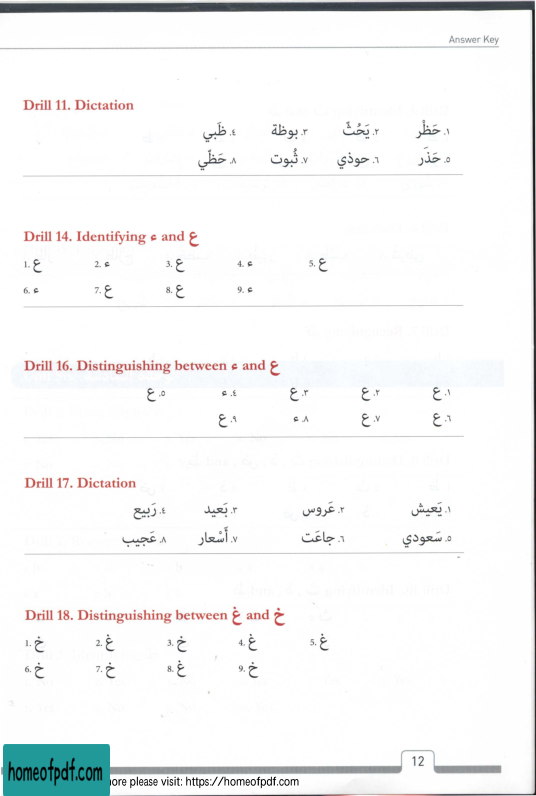 Answer Key
Drill 11. Dictation
١. حَظْر ٢. يَحُثّ ٣. بوظة ٤. ظَبي
٥. حَذَر ٦. حوذي ٧. ثُبوت ٨. حَظّي
Drill 14. Identifying ء and ع
1. ع 2. ء 3. ع 4. ء 5. ع
6. ء 7. ع 8. ع 9. ء
Drill 16. Distinguishing between ء and ع
١. ع ٢. ع ٣. ع ٤. ء ٥. ع
٦. ع ٧. ع ٨. ء ٩. ع
Drill 17. Dictation
١. يَعيش ٢. عَروس ٣. بَعيد ٤. رَبيع
٥. سَعودي ٦. جاعَت ٧. أَسْعار ٨. عَجيب
Drill 18. Distinguishing between غ and خ
1. خ 2. غ 3. خ 4. غ 5. غ
6. خ 7. خ 8. غ 9. خ
12
homeofpdf.com
more please visit: https://homeofpdf.com